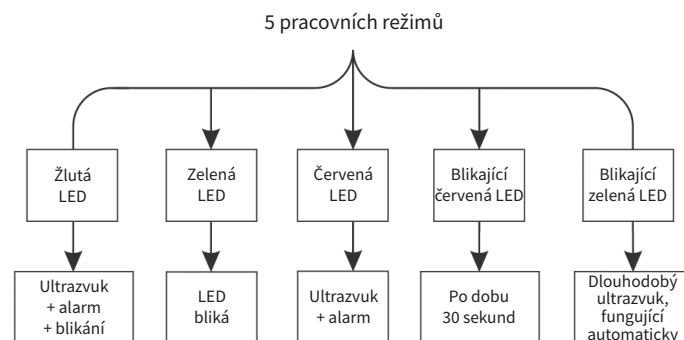 5 pracovních režimů
Žlutá
LED
Zelená
LED
Červená
LED
Blikající
červená LED
Blikající
zelená LED
Ultrazvuk
+ alarm
+ blikání
LED
bliká
Ultrazvuk
+ alarm
Po dobu
30 sekund
Dlouhodobý
ultrazvuk,
fungující
automaticky